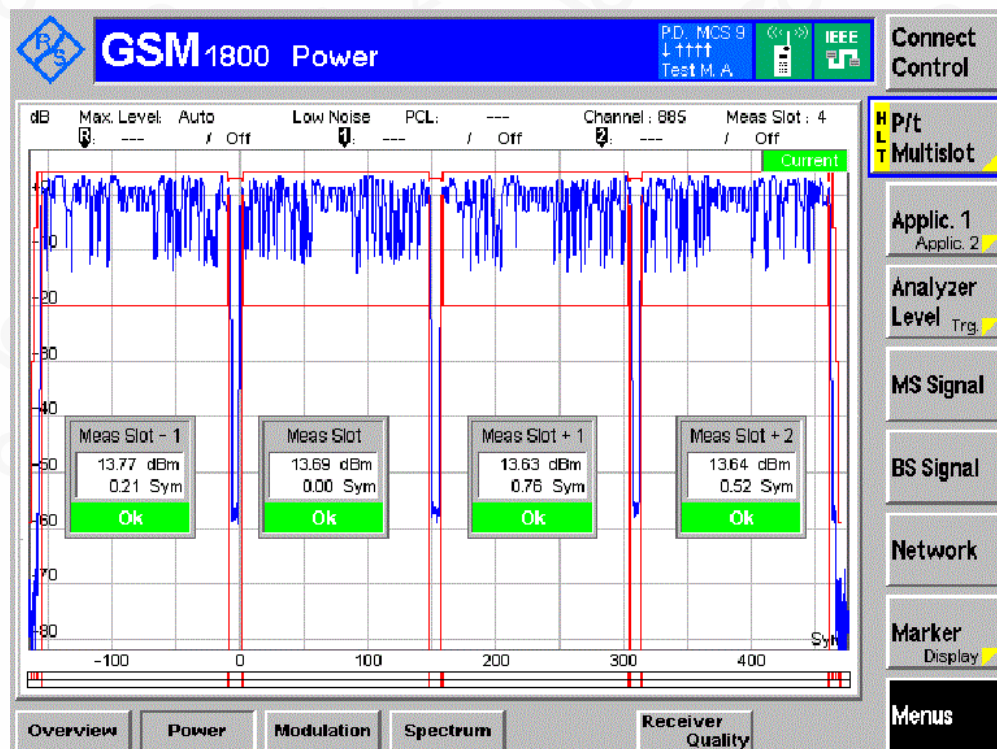 R/S
GSM 1800 Power
P.D. MCS 9
↓ ↑↑↑↑
Test M. A
IEEE
Connect
Control
dB Max. Level: Auto Low Noise PCL: --- Channel : 885 Meas Slot : 4
R: --- / Off 1: --- / Off 2: --- / Off
Current
HLT
P/t
Multislot
Applic. 1
Applic. 2
Analyzer
Level Trg.
MS Signal
BS Signal
Network
Marker
Display
Menus
-20
-30
-40
-50
-60
-70
-80
Meas Slot - 1
13.77 dBm
0.21 Sym
Ok
Meas Slot
13.69 dBm
0.00 Sym
Ok
Meas Slot + 1
13.63 dBm
0.76 Sym
Ok
Meas Slot + 2
13.64 dBm
0.52 Sym
Ok
Sym
-100 0 100 200 300 400
Overview Power Modulation Spectrum Receiver Quality